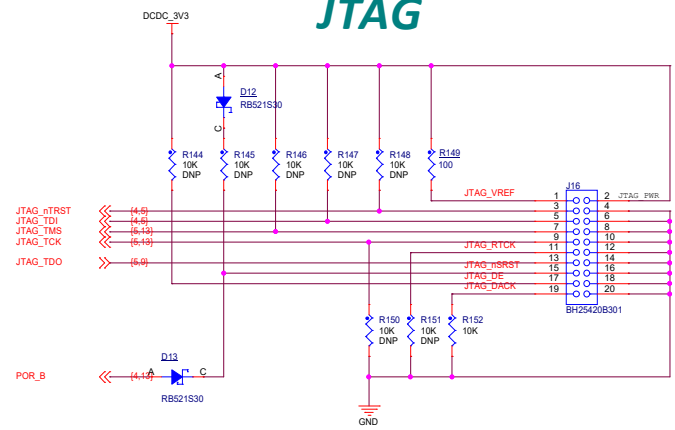 JTAG
DCDC_3V3
A
D12
RB521S30
C
R144
10K
DNP
R145
10K
DNP
R146
10K
DNP
R147
10K
DNP
R148
10K
DNP
R149
100
J16
JTAG_VREF
1
2
JTAG_PWR
3
4
5
6
7
8
9
10
11
12
13
14
15
16
17
18
19
20
BH25420B301
JTAG_nTRST
{4,5}
JTAG_TDI
{4,5}
JTAG_TMS
{5,13}
JTAG_TCK
{5,13}
JTAG_RTCK
JTAG_TDO
{5,9}
JTAG_nSRST
JTAG_DE
JTAG_DACK
R150
10K
DNP
R151
10K
DNP
R152
10K
D13
POR_B
{4,13}
A
C
RB521S30
GND